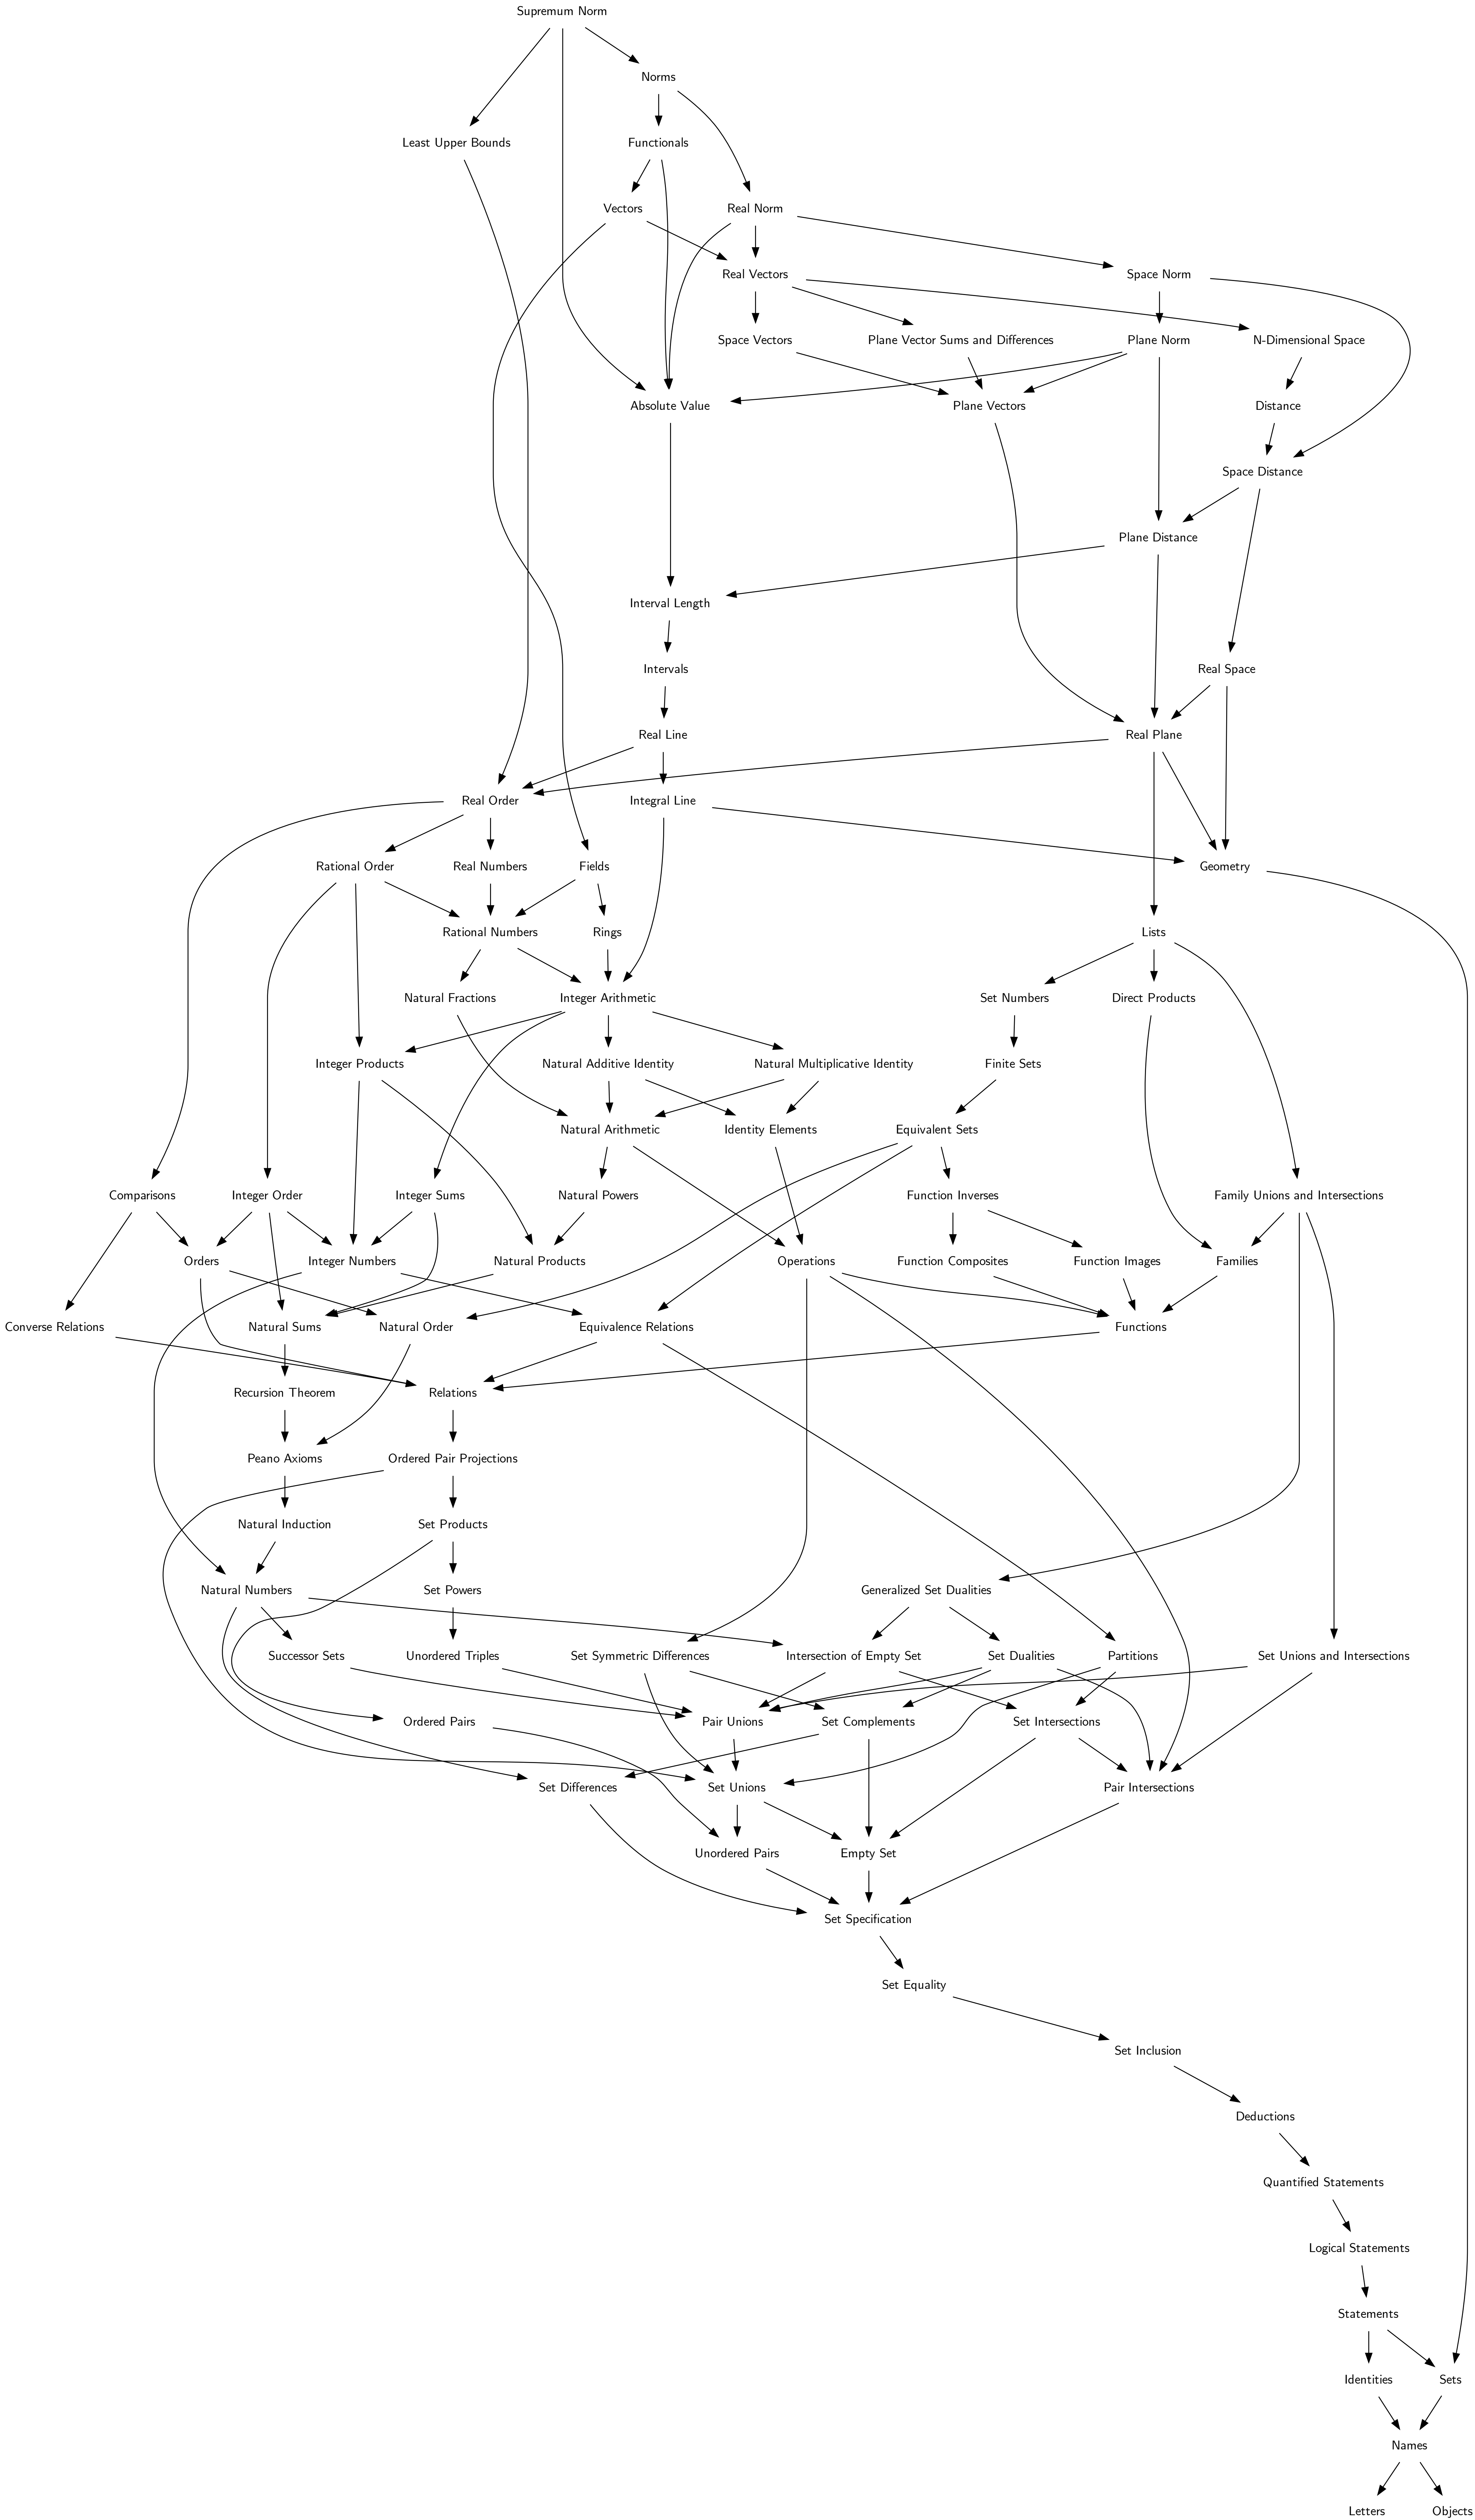 Supremum Norm
Norms
Least Upper Bounds
Functionals
Vectors
Real Norm
Real Vectors
Space Norm
Space Vectors
Plane Vector Sums and Differences
Plane Norm
N-Dimensional Space
Absolute Value
Plane Vectors
Distance
Space Distance
Plane Distance
Interval Length
Intervals
Real Space
Real Line
Real Plane
Real Order
Integral Line
Rational Order
Real Numbers
Fields
Geometry
Rational Numbers
Rings
Lists
Natural Fractions
Integer Arithmetic
Set Numbers
Direct Products
Integer Products
Natural Additive Identity
Natural Multiplicative Identity
Finite Sets
Natural Arithmetic
Identity Elements
Equivalent Sets
Comparisons
Integer Order
Integer Sums
Natural Powers
Function Inverses
Family Unions and Intersections
Orders
Integer Numbers
Natural Products
Operations
Function Composites
Function Images
Families
Converse Relations
Natural Sums
Natural Order
Equivalence Relations
Functions
Recursion Theorem
Relations
Peano Axioms
Ordered Pair Projections
Natural Induction
Set Products
Natural Numbers
Set Powers
Generalized Set Dualities
Successor Sets
Unordered Triples
Set Symmetric Differences
Intersection of Empty Set
Set Dualities
Partitions
Set Unions and Intersections
Ordered Pairs
Pair Unions
Set Complements
Set Intersections
Set Differences
Set Unions
Pair Intersections
Unordered Pairs
Empty Set
Set Specification
Set Equality
Set Inclusion
Deductions
Quantified Statements
Logical Statements
Statements
Identities
Sets
Names
Letters
Objects